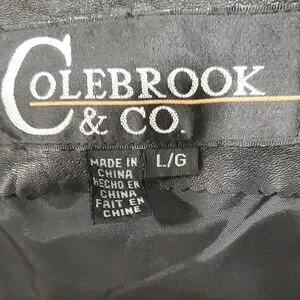 COLEBROOK
& CO.
L/G
MADE IN
CHINA
HECHO EN
CHINA
FAIT EN
CHINE